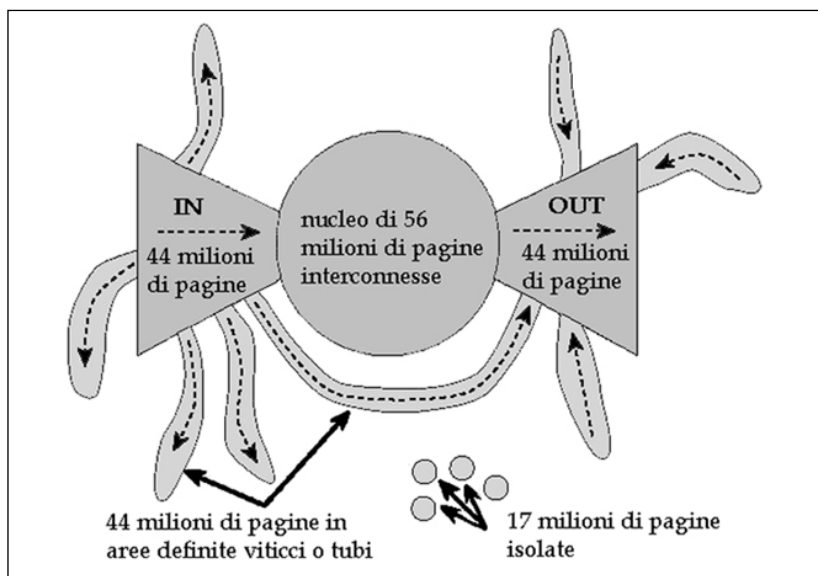 IN
44 milioni
di pagine
nucleo di 56
milioni di pagine
interconnesse
OUT
44 milioni
di pagine
44 milioni di pagine in
aree definite viticci o tubi
17 milioni di pagine
isolate